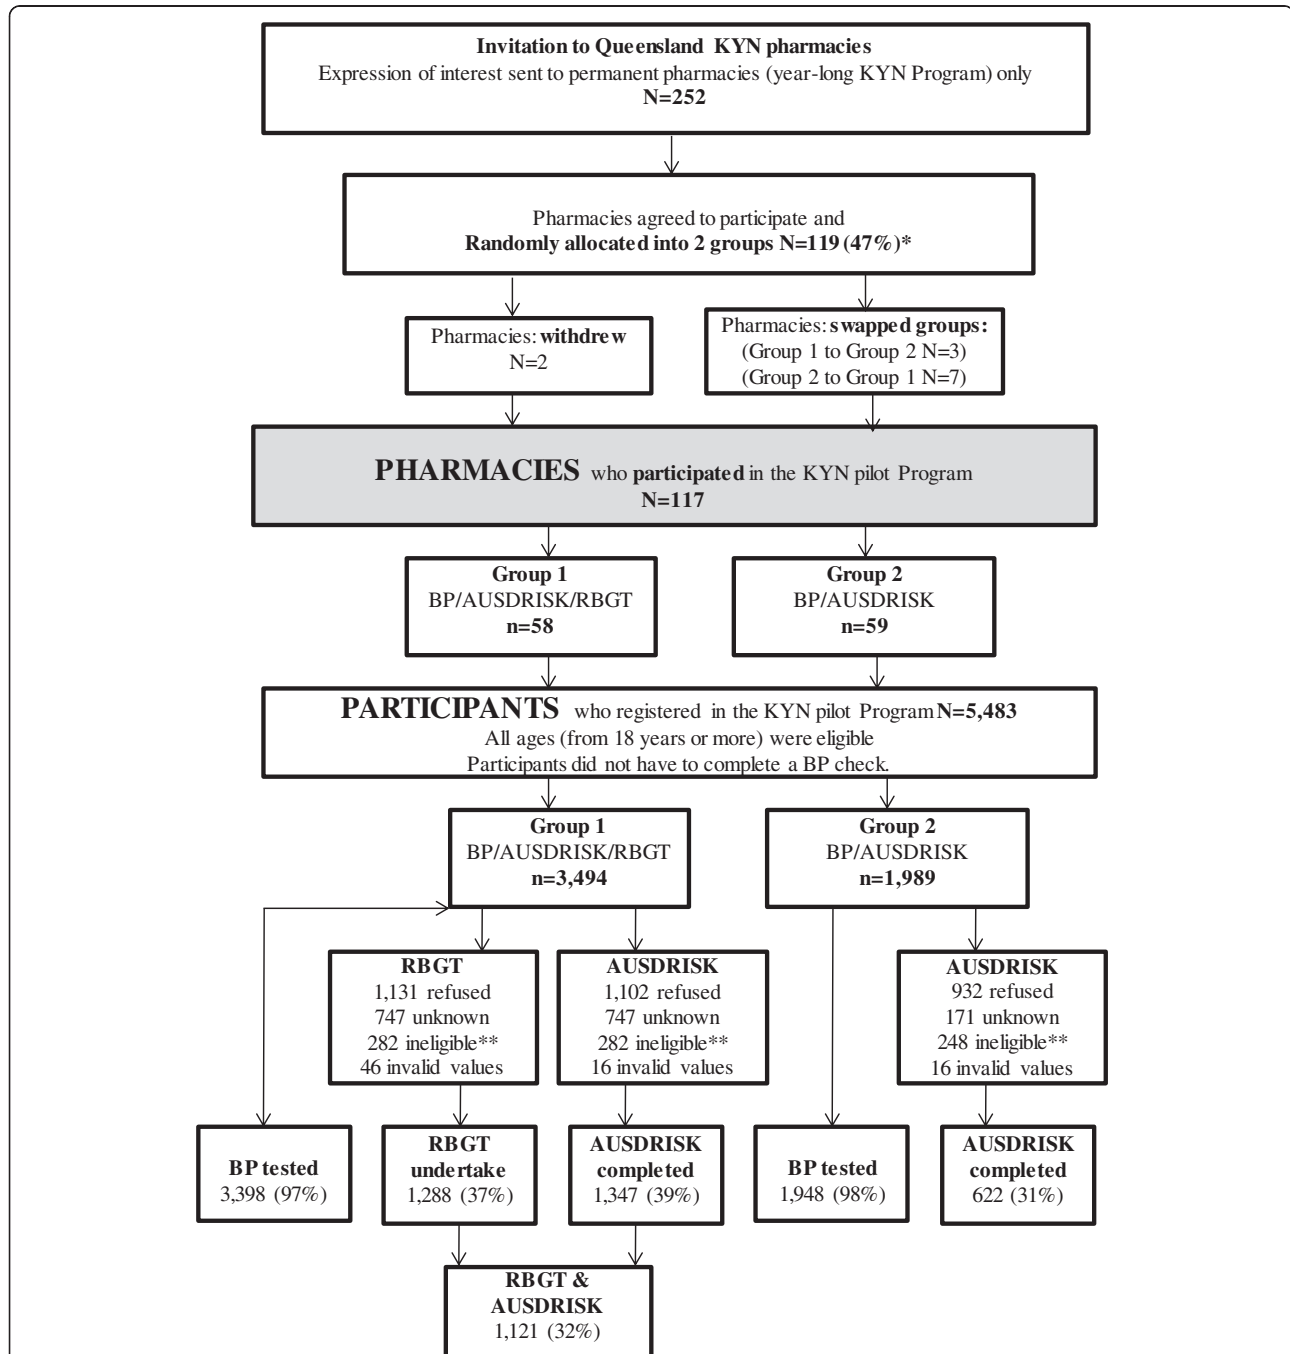 Invitation to Queensland KYN pharmacies
Expression of interest sent to permanent pharmacies (year-long KYN Program) only
N=252
Pharmacies agreed to participate and
Randomly allocated into 2 groups N=119 (47%)*
Pharmacies: withdrew
N=2
Pharmacies: swapped groups:
(Group 1 to Group 2 N=3)
(Group 2 to Group 1 N=7)
PHARMACIES who participated in the KYN pilot Program
N=117
Group 1
BP/AUSDRISK/RBGT
n=58
Group 2
BP/AUSDRISK
n=59
PARTICIPANTS who registered in the KYN pilot Program N=5,483
All ages (from 18 years or more) were eligible
Participants did not have to complete a BP check.
Group 1
BP/AUSDRISK/RBGT
n=3,494
Group 2
BP/AUSDRISK
n=1,989
RBGT
1,131 refused
747 unknown
282 ineligible**
46 invalid values
AUSDRISK
1,102 refused
747 unknown
282 ineligible**
16 invalid values
AUSDRISK
932 refused
171 unknown
248 ineligible**
16 invalid values
BP tested
3,398 (97%)
RBGT
undertake
1,288 (37%)
AUSDRISK
completed
1,347 (39%)
BP tested
1,948 (98%)
AUSDRISK
completed
622 (31%)
RBGT &
AUSDRISK
1,121 (32%)